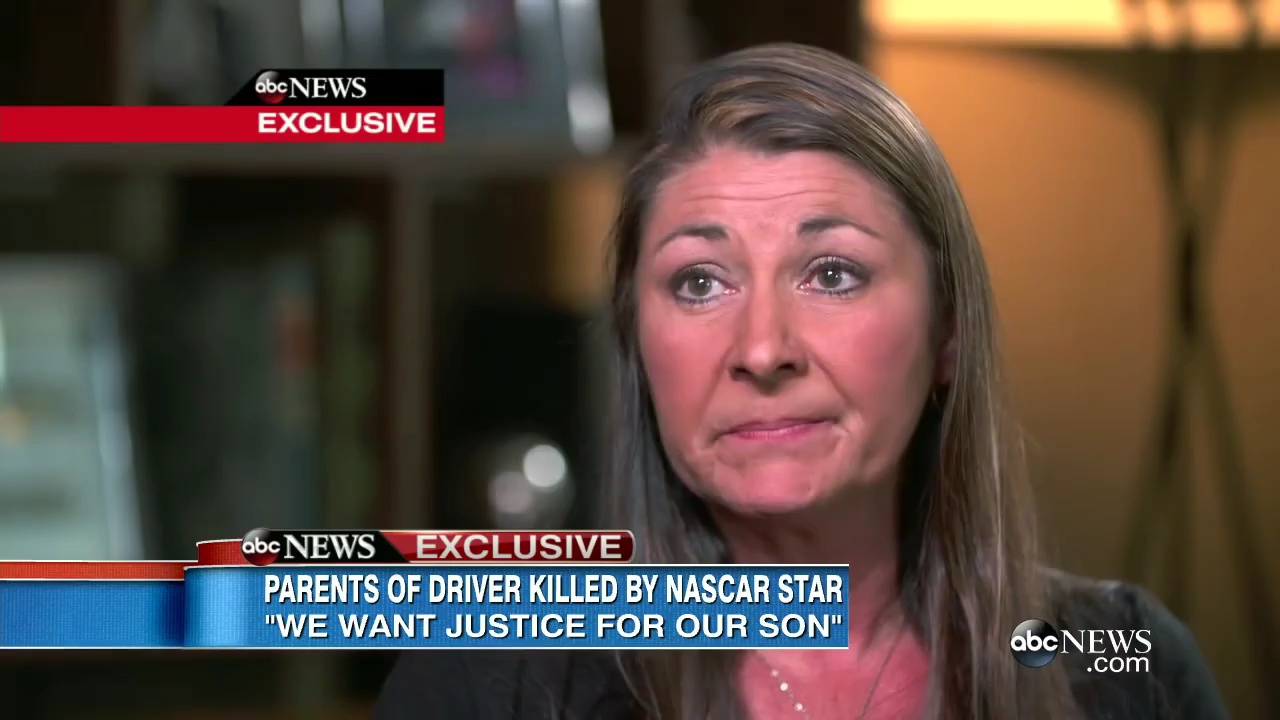 abc NEWS
EXCLUSIVE
abc NEWS EXCLUSIVE
PARENTS OF DRIVER KILLED BY NASCAR STAR
"WE WANT JUSTICE FOR OUR SON"
abc NEWS
.com